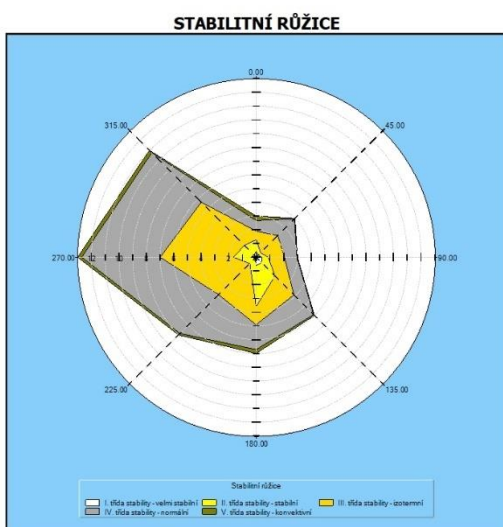 STABILITNÍ RŮŽICE
0.00
315.00
45.00
270.00
90.00
225.00
135.00
180.00
Stabilitní růžice
I. třída stability - velmi stabilní
II. třída stability - stabilní
III. třída stability - izotermní
IV. třída stability - normální
V. třída stability - konvektivní